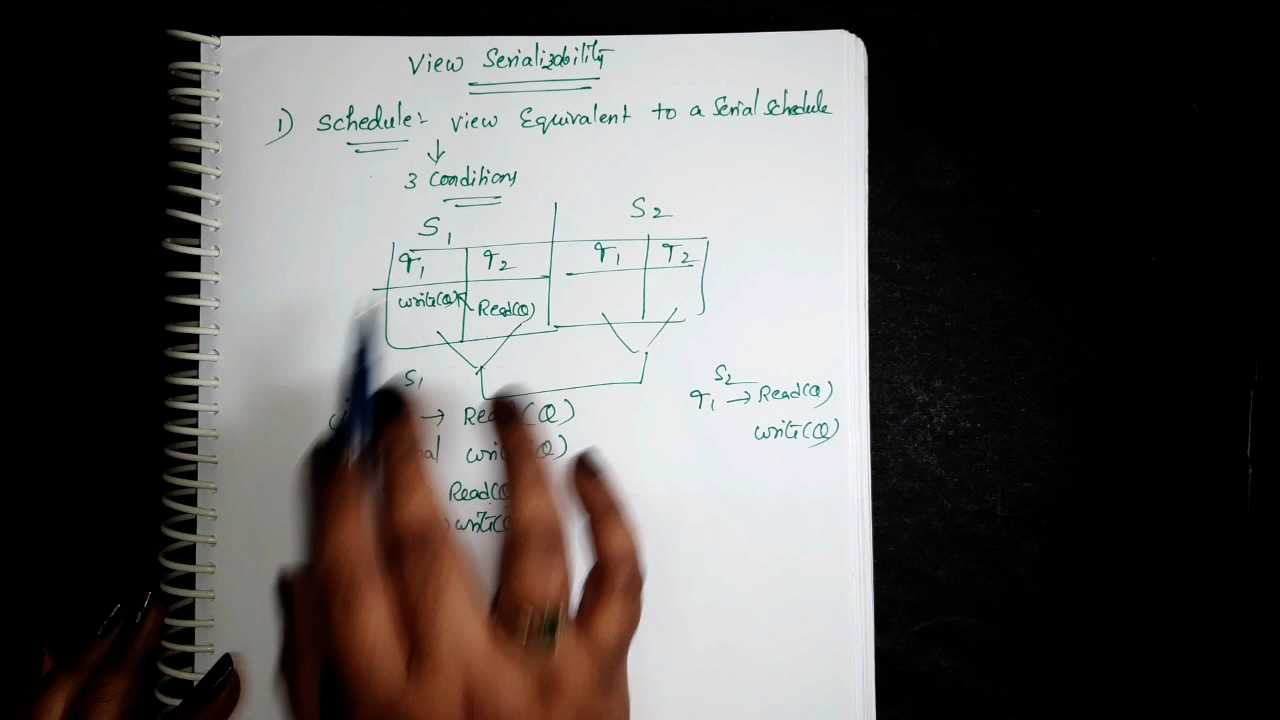 View Serializability
1) Schedule:- view Equivalent to a Serial Schedule
↓
3 Conditions
S1 S2
T1 T2 T1 T2
write(Q) Read(Q)
S1 S2
→ Read(Q) T1 → Read(Q)
write(Q) write(Q)